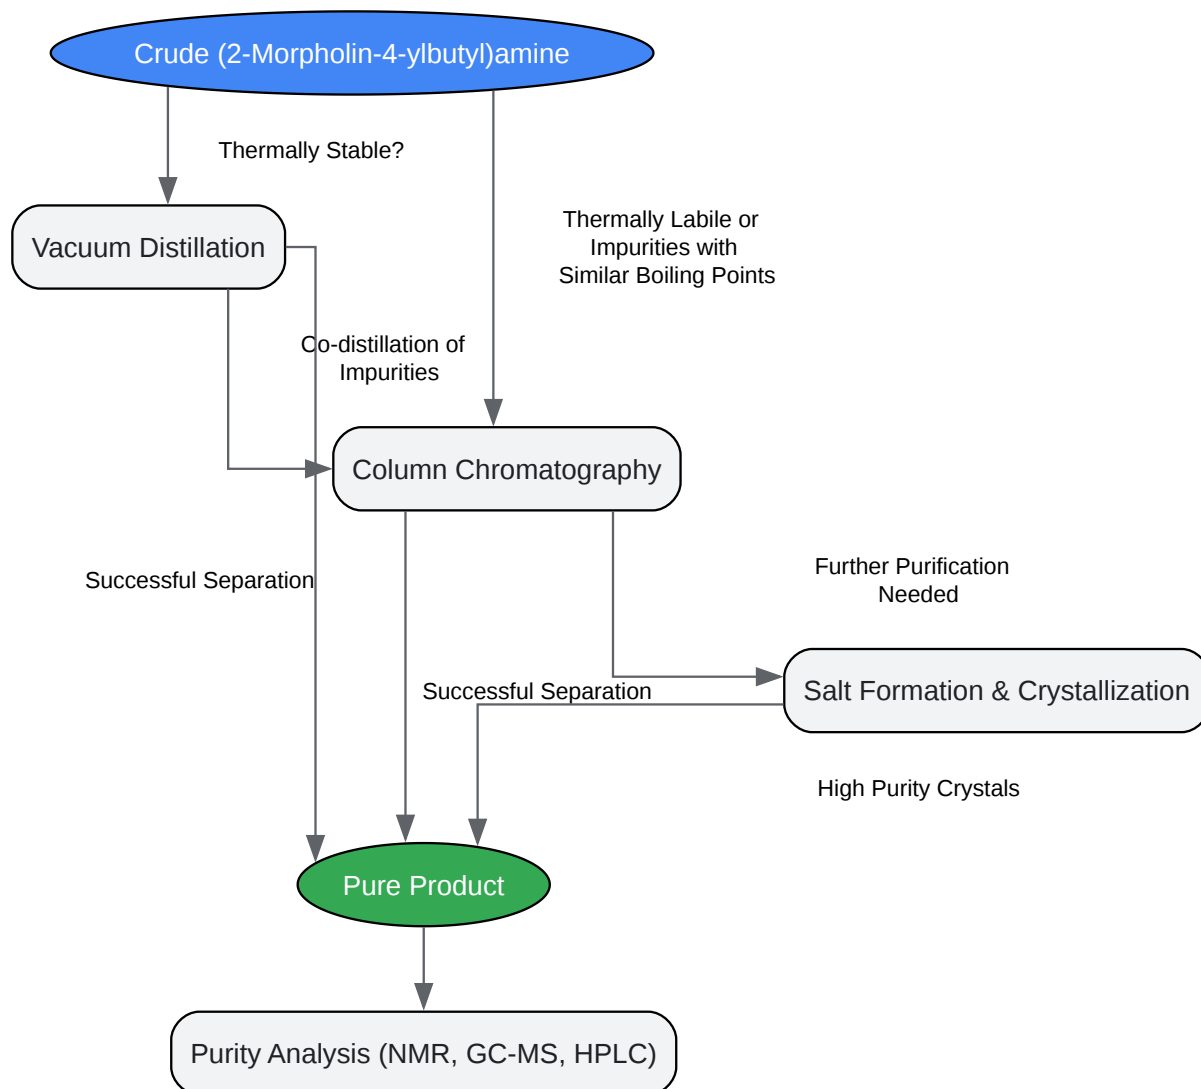 Crude (2-Morpholin-4-ylbutyl)amine
Thermally Stable?
Thermally Labile or
Impurities with
Similar Boiling Points
Vacuum Distillation
Co-distillation of
Impurities
Column Chromatography
Successful Separation
Further Purification
Needed
Successful Separation
Salt Formation & Crystallization
High Purity Crystals
Pure Product
Purity Analysis (NMR, GC-MS, HPLC)